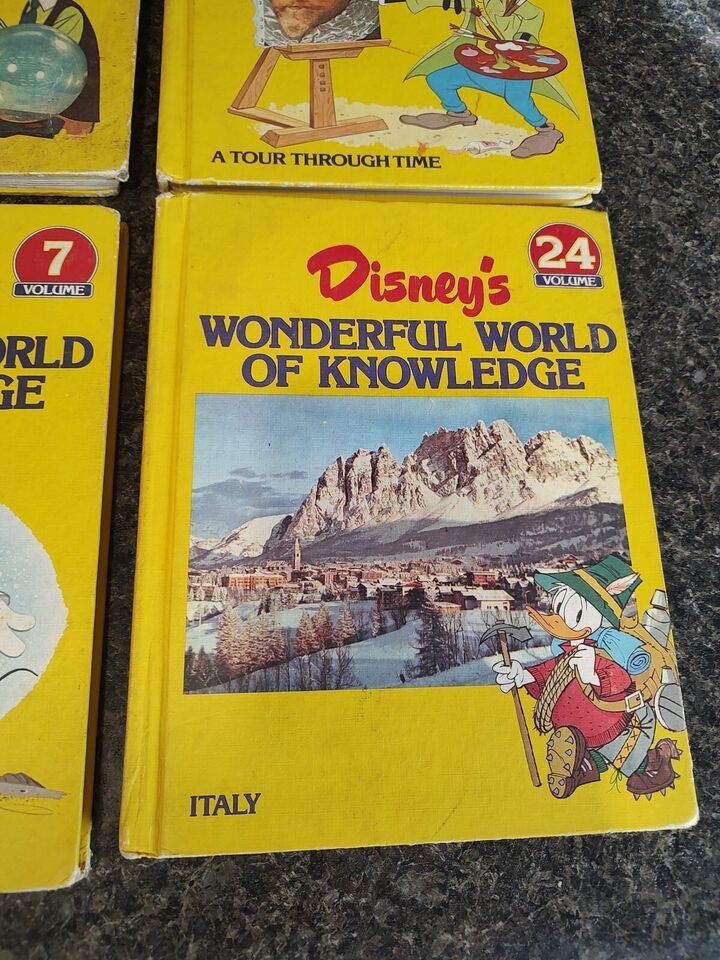 A TOUR THROUGH TIME
7
VOLUME
ORLD
GE
24
VOLUME
Disney's
WONDERFUL WORLD
OF KNOWLEDGE
ITALY